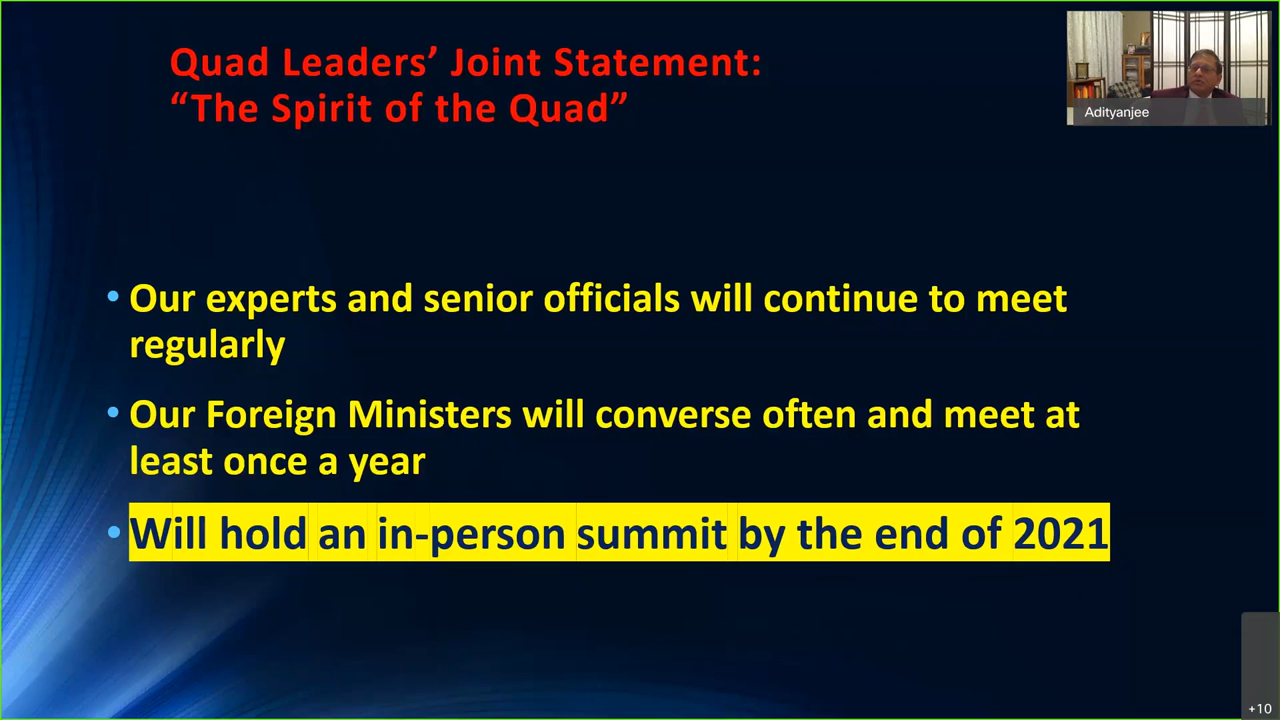 Quad Leaders’ Joint Statement:
“The Spirit of the Quad”
Adityanjee
• Our experts and senior officials will continue to meet
regularly
• Our Foreign Ministers will converse often and meet at
least once a year
• Will hold an in-person summit by the end of 2021
+10